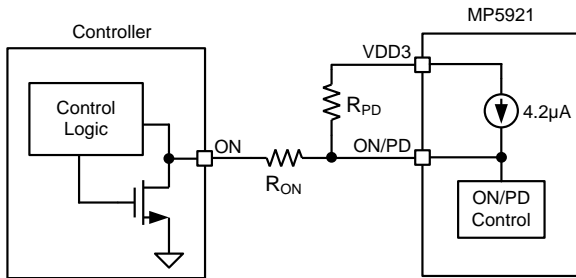 Controller
MP5921
Control
Logic
ON
R_ON
R_PD
VDD3
ON/PD
4.2µA
ON/PD
Control